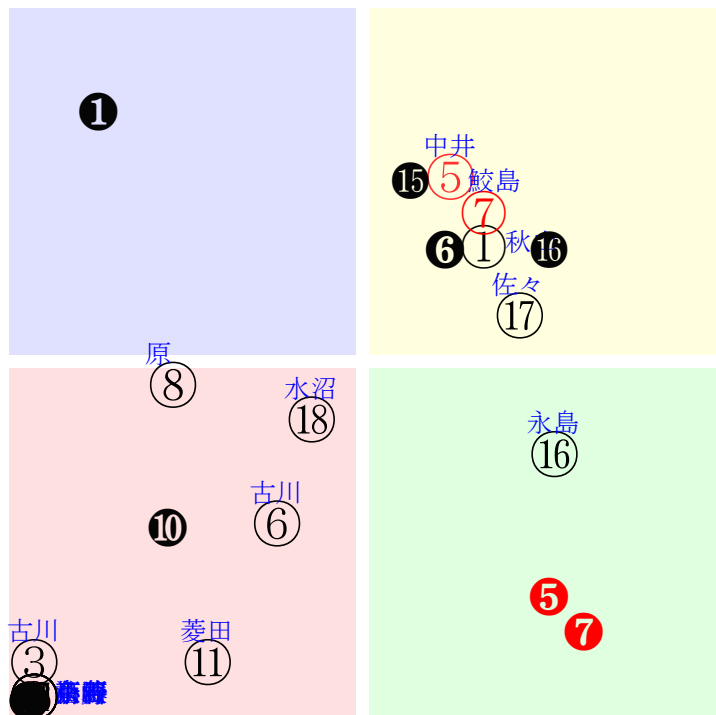 ❶
中井
⑤
⓯
鮫島
⑦
❻
①
秋
⓰
佐々
⑰
原
⑧
水沼
⑱
永島
⑯
古川
⑥
❿
❺
❼
古川
③
菱田
⑪